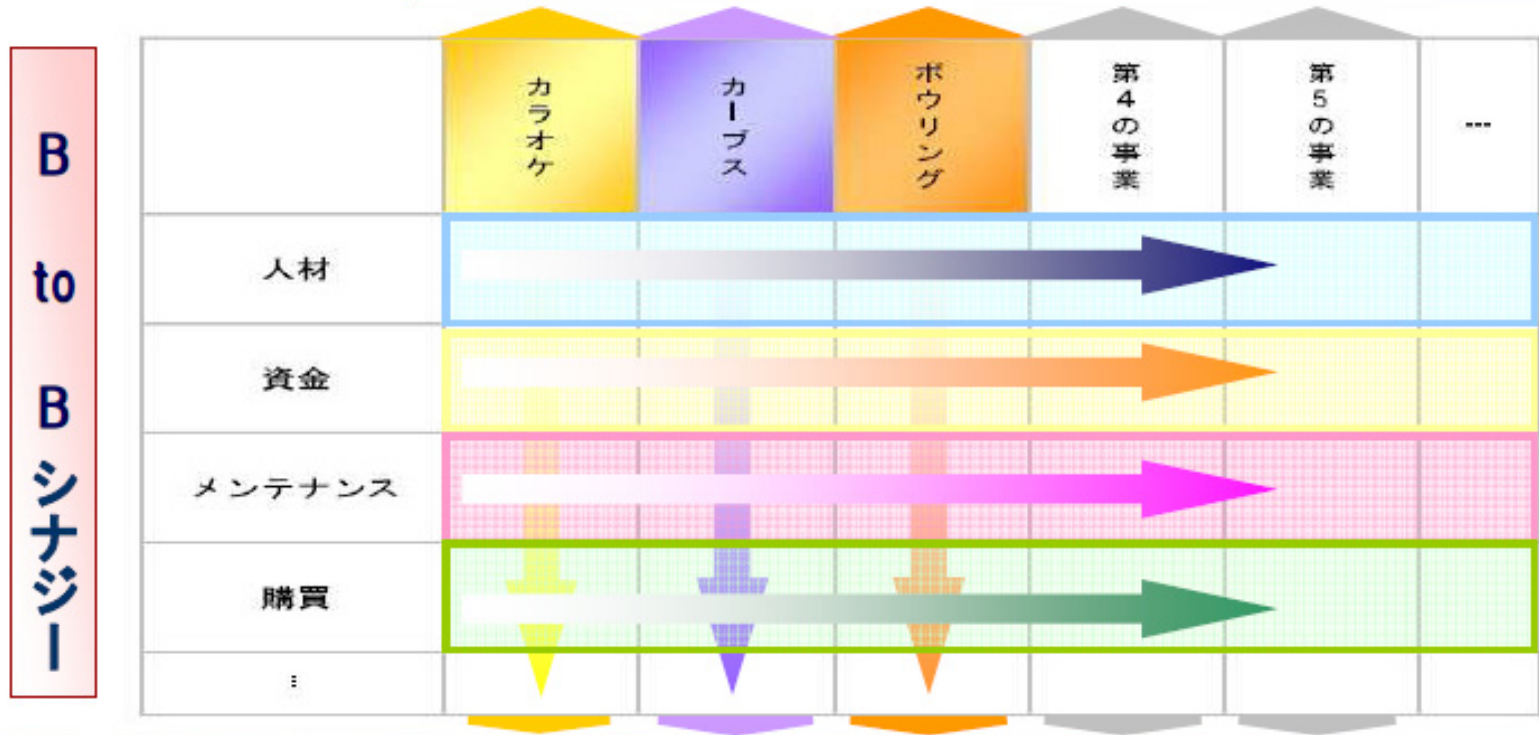 B to B シナジー
カラオケ
カーブス
ボウリング
第4の事業
第5の事業
…
人材
資金
メンテナンス
購買
⋮